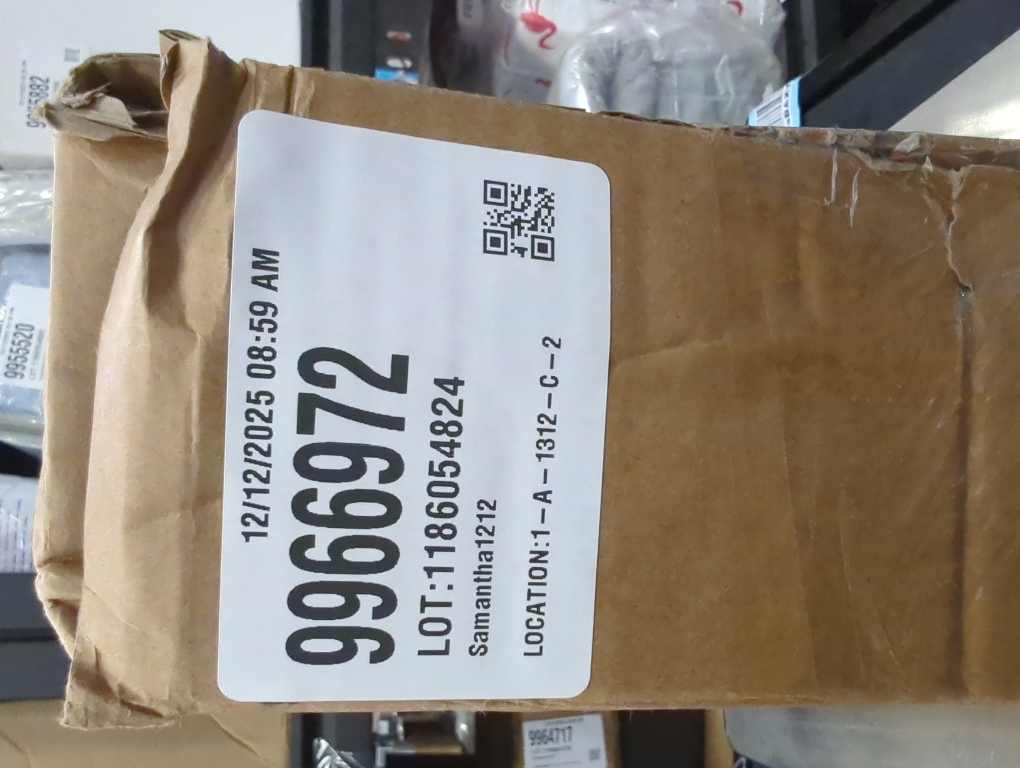 12/12/2025 08:59 AM
9966972
LOT:1186054824
Samantha1212
LOCATION:1-A-1312-C-2
9955520
9964717